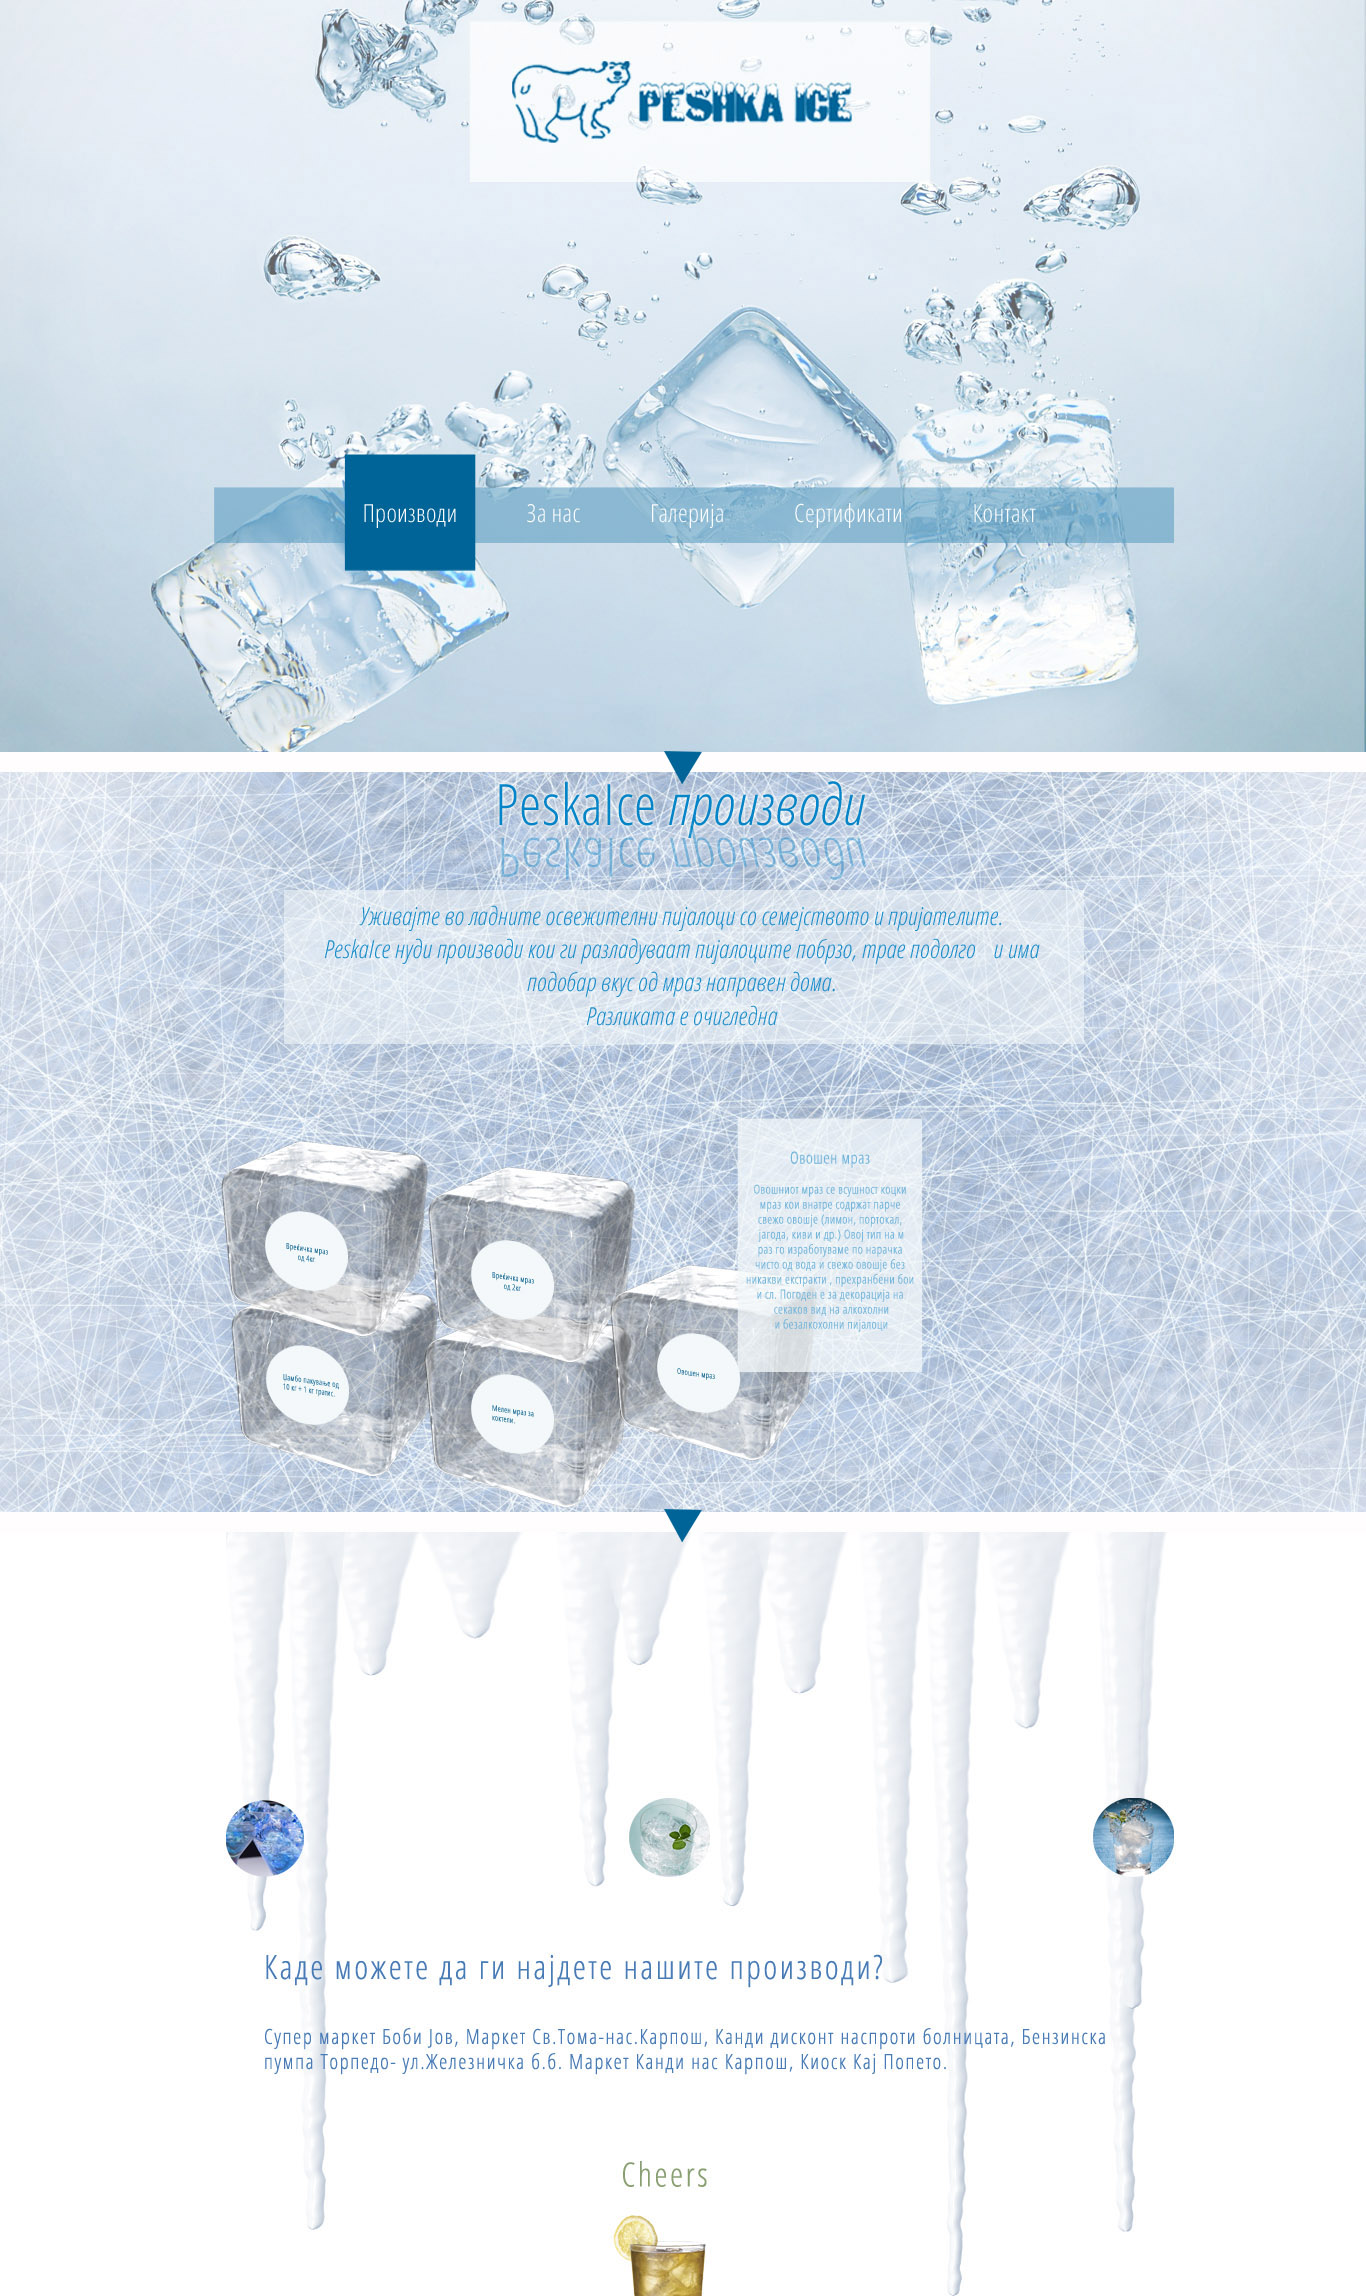 PESHKA ICE
Производи
За нас
Галерија
Сертификати
Контакт
PeskaIce производи
Уживајте во ладните освежителни пијалоци со семејството и пријателите.
PeskaIce нуди производи кои ги разладуваат пијалоците побрзо, трае подолго и има
подобар вкус од мраз направен дома.
Разликата е очигледна
Овошен мраз
Овошниот мраз се всушност коцки
мраз кои внатре содржат парче
свежо овошје (лимон, портокал,
јагода, киви и др.) Овој тип на м
раз го изработуваме по нарачка
чисто од вода и свежо овошје без
никакви екстракти , прехранбени бои
и сл. Погоден е за декорација на
секаков вид на алкохолни
и безалкохолни пијалоци
Вреќичка мраз
од 4кг
Вреќичка мраз
од 2кг
Шамбо пакување од
10 кг + 1 кг гратис.
Мелен мраз за
коктели.
Овошен мраз
Каде можете да ги најдете нашите производи?
Супер маркет Боби Јов, Маркет Св.Тома-нас.Карпош, Канди дисконт наспроти болницата, Бензинска
пумпа Торпедо- ул.Железничка б.б. Маркет Канди нас Карпош, Киоск Кај Попето.
Cheers